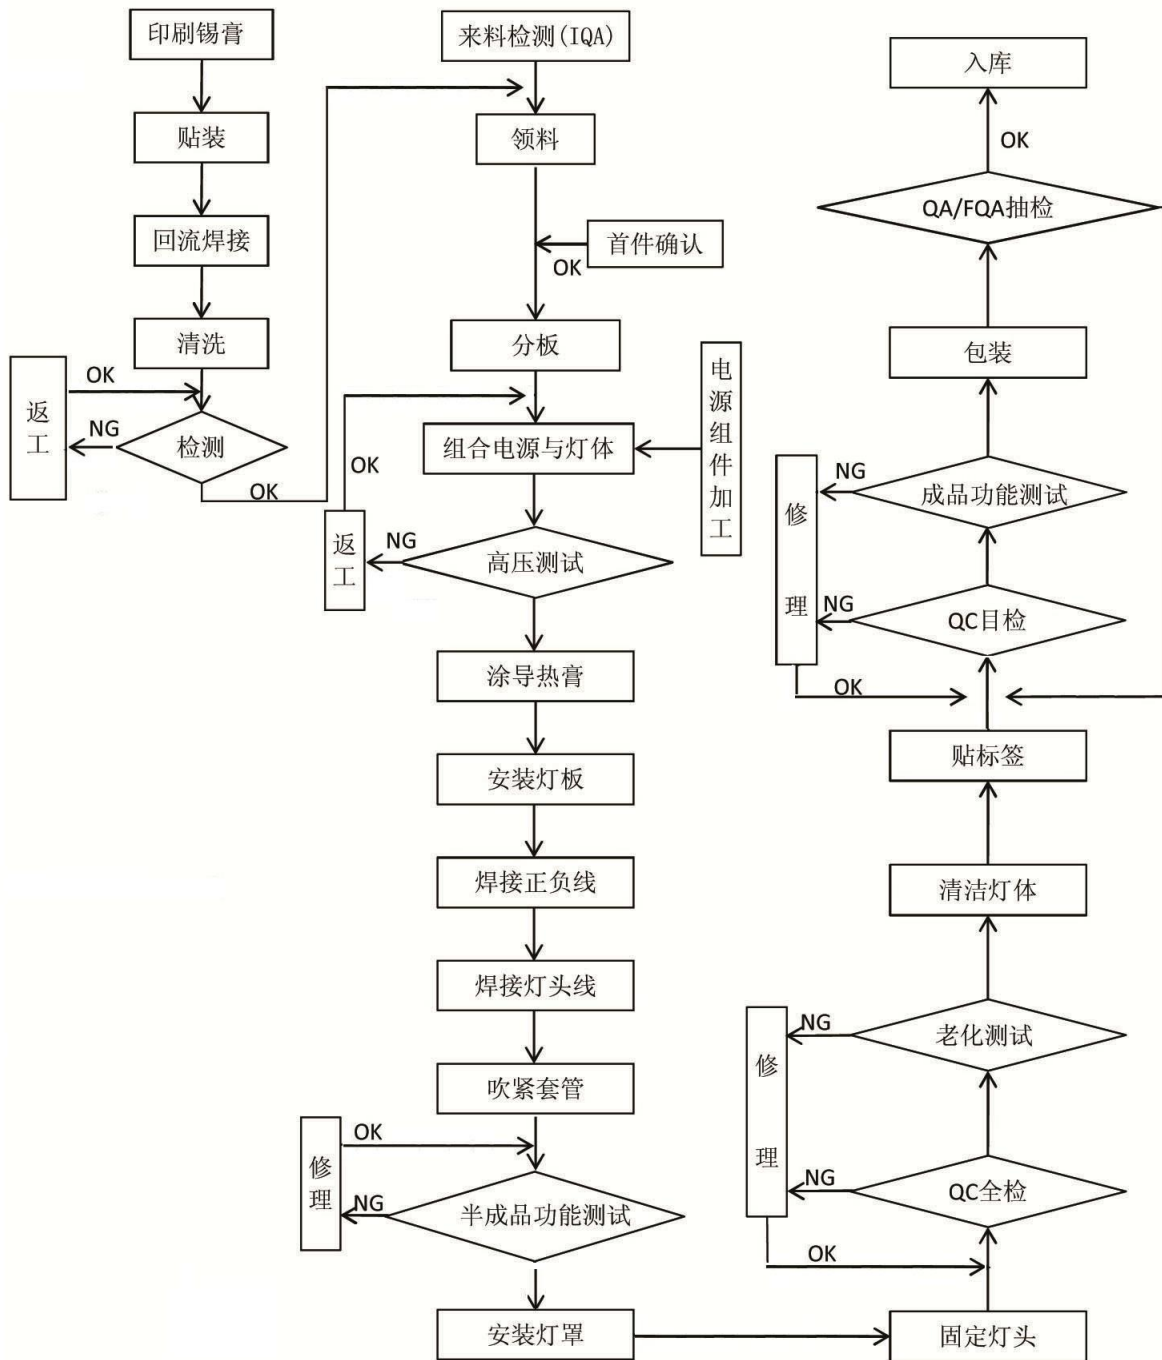 印刷锡膏
贴装
回流焊接
清洗
OK
返工
NG
检测
OK
来料检测(IQA)
领料
首件确认
OK
分板
电源组件加工
组合电源与灯体
OK
返工
NG
高压测试
涂导热膏
安装灯板
焊接正负线
焊接灯头线
吹紧套管
OK
修理
NG
半成品功能测试
安装灯罩
入库
OK
QA/FQA抽检
包装
NG
成品功能测试
修理
NG
QC目检
OK
贴标签
清洁灯体
NG
老化测试
修理
NG
QC全检
OK
固定灯头